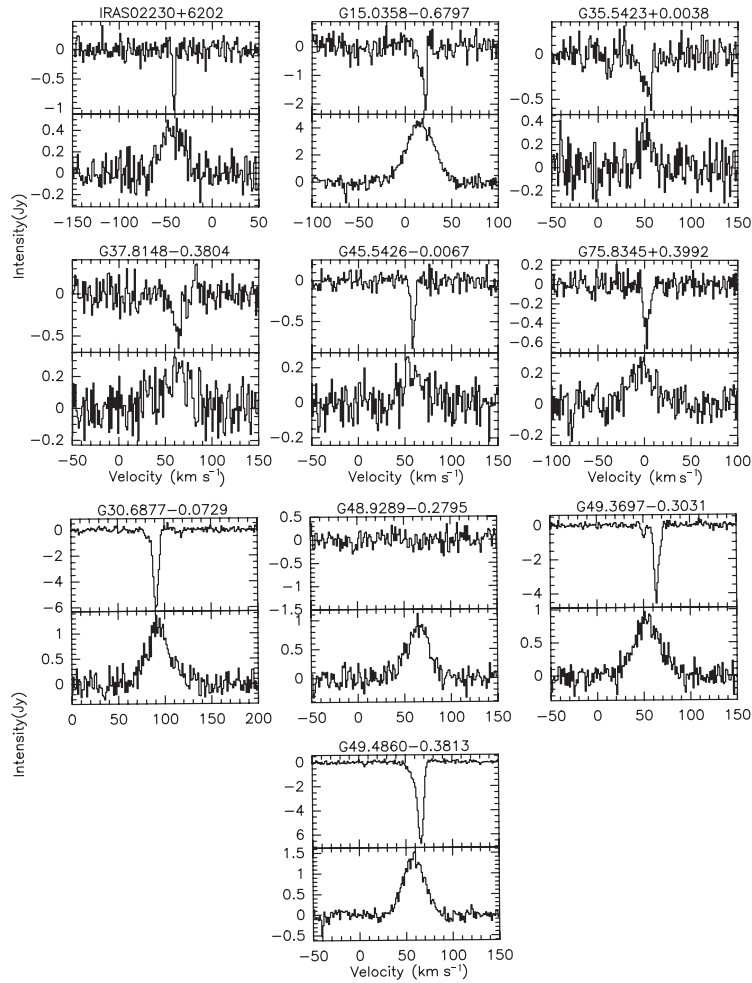 IRAS02230+6202 G15.0358−0.6797 G35.5423+0.0038
0 −0.5 −1 0.4 0.2 0 −0.2
0 −1 −2 4 2 0
0 −0.5 0.4 0.2 0 −0.2
−150 −100 −50 0 50 −100 −50 0 50 100 −50 0 50 100 150
Intensity(Jy)
G37.8148−0.3804 G45.5426−0.0067 G75.8345+0.3992
0 −0.5 0.2 0 −0.2
0 −0.5 0.2 0 −0.2
0.2 0 −0.2 −0.4 −0.6 0.2 0 −0.2
−50 0 50 100 150 −50 0 50 100 150 −100 −50 0 50 100
Velocity (km s⁻¹) Velocity (km s⁻¹) Velocity (km s⁻¹)
G30.6877−0.0729 G48.9289−0.2795 G49.3697−0.3031
0 −2 −4 −6 1 0.5 0
0.5 0 −0.5 −1 −1.5 1 0.5 0
0 −2 −4 1 0.5 0
0 50 100 150 200 −50 0 50 100 150 −50 0 50 100 150
Intensity(Jy)
G49.4860−0.3813
0 −2 −4 6 1.5 1 0.5 0 −0.5
−50 0 50 100 150
Velocity (km s⁻¹)